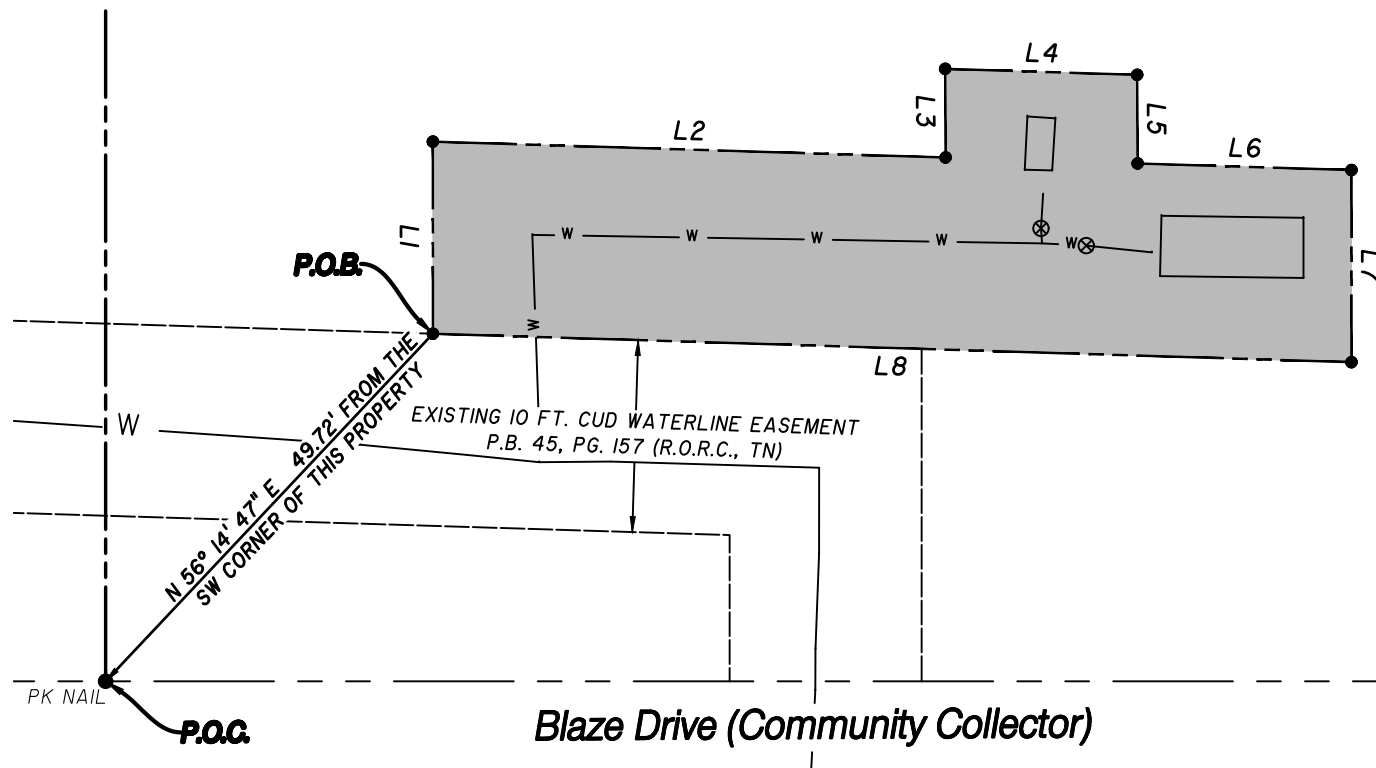 L4
L3
L5
L2
L6
L1
W W W W W
L7
P.O.B.
W
L8
N 56° 14' 47" E 49.72' FROM THE
SW CORNER OF THIS PROPERTY
EXISTING 10 FT. CUD WATERLINE EASEMENT
P.B. 45, PG. 157 (R.O.R.C., TN)
W
PK NAIL
P.O.C.
Blaze Drive (Community Collector)